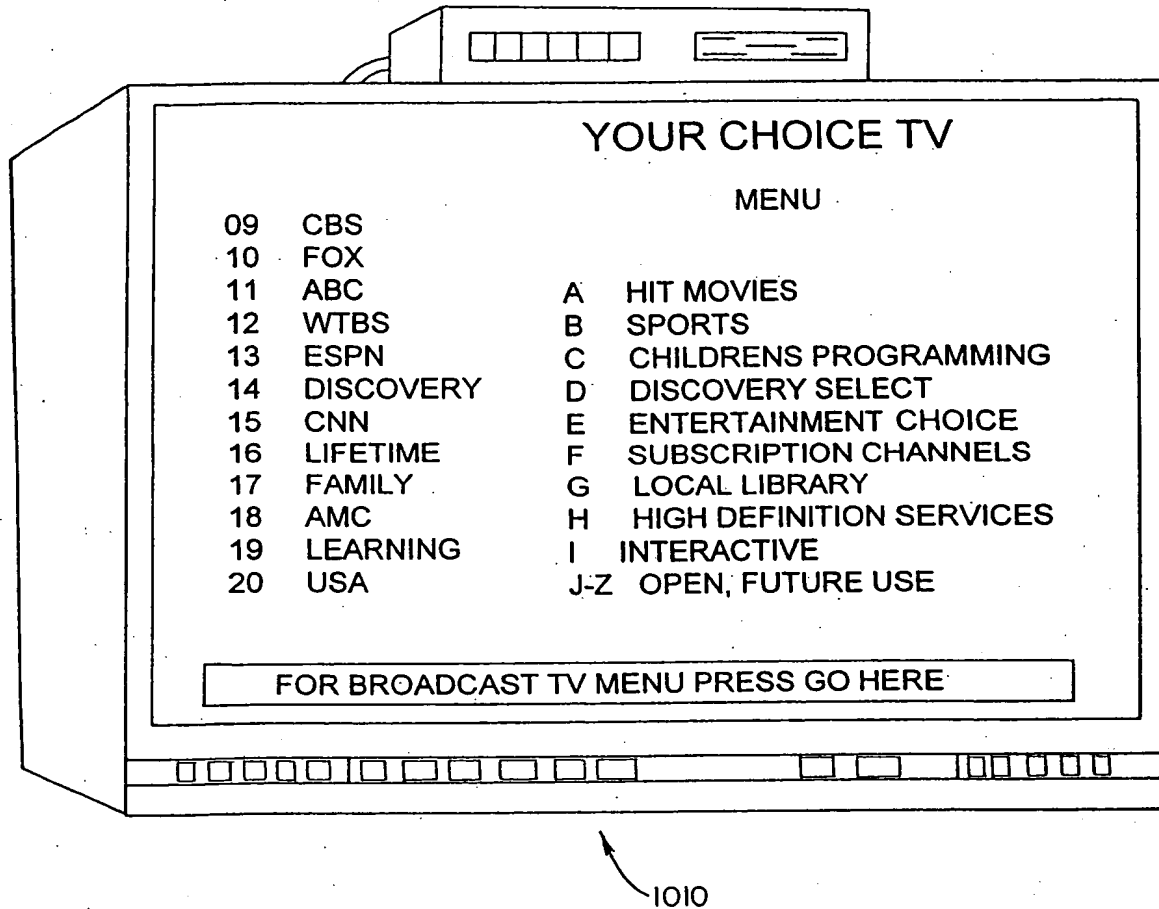 YOUR CHOICE TV
MENU
09 CBS
10 FOX
11 ABC
12 WTBS
13 ESPN
14 DISCOVERY
15 CNN
16 LIFETIME
17 FAMILY
18 AMC
19 LEARNING
20 USA
A HIT MOVIES
B SPORTS
C CHILDRENS PROGRAMMING
D DISCOVERY SELECT
E ENTERTAINMENT CHOICE
F SUBSCRIPTION CHANNELS
G LOCAL LIBRARY
H HIGH DEFINITION SERVICES
I INTERACTIVE
J-Z OPEN, FUTURE USE
FOR BROADCAST TV MENU PRESS GO HERE
1010